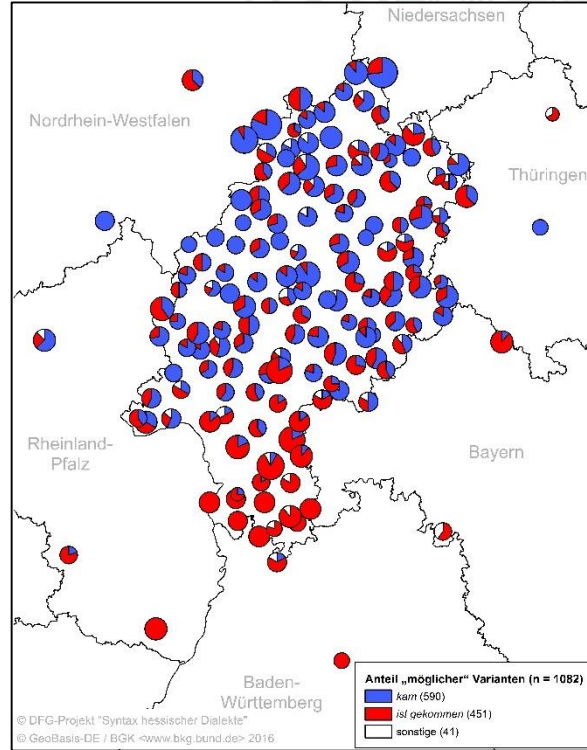 Niedersachsen
Nordrhein-Westfalen
Thüringen
Rheinland-
Pfalz
Bayern
Baden-
Württemberg
Anteil „möglicher“ Varianten (n = 1082)
kam (590)
ist gekommen (451)
sonstige (41)
© DFG-Projekt "Syntax hessischer Dialekte"
© GeoBasis-DE / BGK <www.bkg.bund.de> 2016